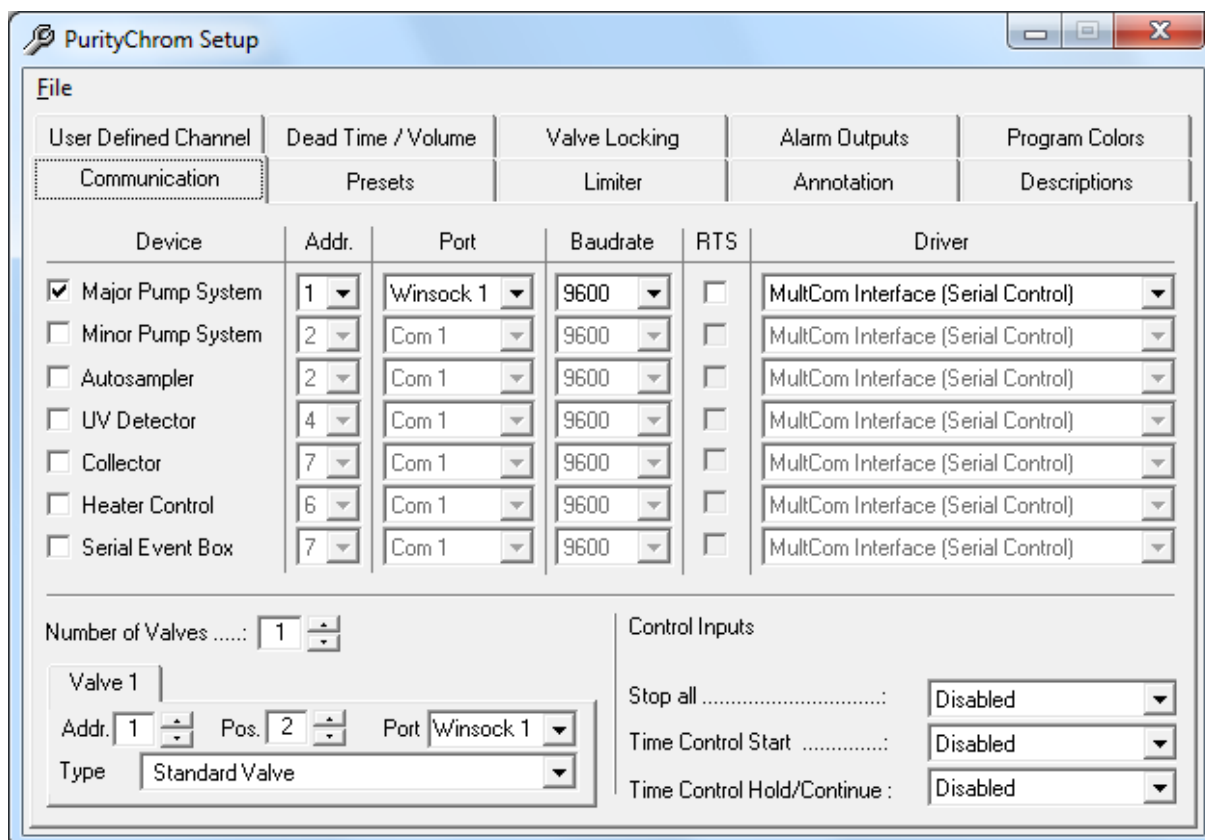 PurityChrom Setup
File
User Defined Channel Dead Time / Volume Valve Locking Alarm Outputs Program Colors
Communication Presets Limiter Annotation Descriptions
Device Addr. Port Baudrate RTS Driver
Major Pump System 1 Winsock 1 9600 MultCom Interface (Serial Control)
Minor Pump System 2 Com 1 9600 MultCom Interface (Serial Control)
Autosampler 2 Com 1 9600 MultCom Interface (Serial Control)
UV Detector 4 Com 1 9600 MultCom Interface (Serial Control)
Collector 7 Com 1 9600 MultCom Interface (Serial Control)
Heater Control 6 Com 1 9600 MultCom Interface (Serial Control)
Serial Event Box 7 Com 1 9600 MultCom Interface (Serial Control)
Number of Valves .....: 1
Valve 1
Addr. 1 Pos. 2 Port Winsock 1
Type Standard Valve
Control Inputs
Stop all ...............................: Disabled
Time Control Start ..............: Disabled
Time Control Hold/Continue : Disabled